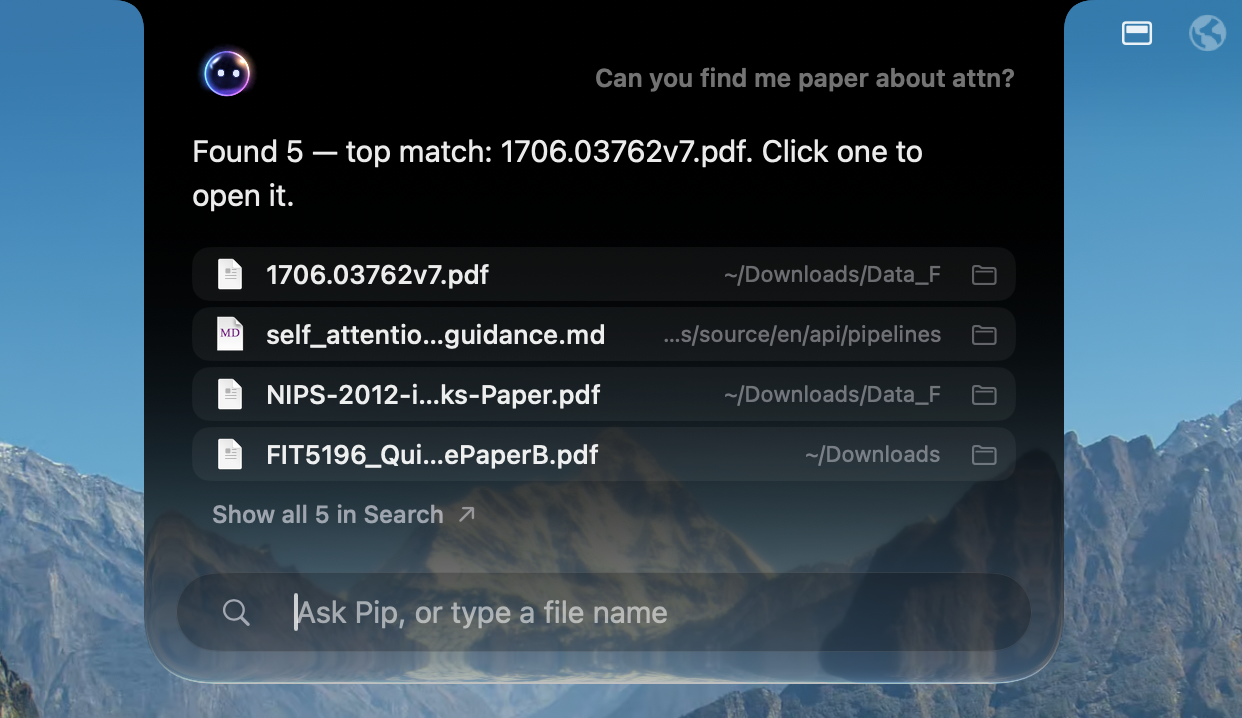 Can you find me paper about attn?
Found 5 — top match: 1706.03762v7.pdf. Click one to
open it.
1706.03762v7.pdf ~/Downloads/Data_F
MD self_attentio...guidance.md ...s/source/en/api/pipelines
NIPS-2012-i...ks-Paper.pdf ~/Downloads/Data_F
FIT5196_Qui...ePaperB.pdf ~/Downloads
Show all 5 in Search ↗
Ask Pip, or type a file name